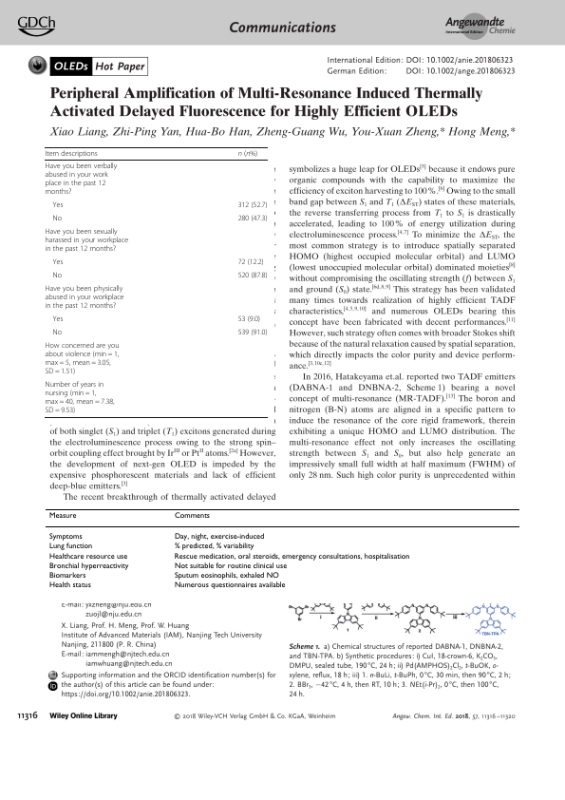 GDCh
Communications
Angewandte
International Edition
Chemie
OLEDs Hot Paper
International Edition: DOI: 10.1002/anie.201806323
German Edition: DOI: 10.1002/ange.201806323
Peripheral Amplification of Multi-Resonance Induced Thermally
Activated Delayed Fluorescence for Highly Efficient OLEDs
Xiao Liang, Zhi-Ping Yan, Hua-Bo Han, Zheng-Guang Wu, You-Xuan Zheng,* Hong Meng,*
Item descriptions n (n%)
Have you been verbally
abused in your work
place in the past 12
months?
Yes 312 (52.7)
No 280 (47.3)
Have you been sexually
harassed in your workplace
in the past 12 months?
Yes 72 (12.2)
No 520 (87.8)
Have you been physically
abused in your workplace
in the past 12 months?
Yes 53 (9.0)
No 539 (91.0)
How concerned are you
about violence (min = 1,
max = 5, mean = 3.05,
SD = 1.51)
Number of years in
nursing (min = 1,
max = 40, mean = 7.38,
SD = 9.53)
of both singlet (S1) and triplet (T1) excitons generated during
the electroluminescence process owing to the strong spin–
orbit coupling effect brought by IrIII or PtII atoms.[2a] However,
the development of next-gen OLED is impeded by the
expensive phosphorescent materials and lack of efficient
deep-blue emitters.[3]
The recent breakthrough of thermally activated delayed
symbolizes a huge leap for OLEDs[5] because it endows pure
organic compounds with the capability to maximize the
efficiency of exciton harvesting to 100%.[6] Owing to the small
band gap between S1 and T1 (ΔEST) states of these materials,
the reverse transferring process from T1 to S1 is drastically
accelerated, leading to 100% of energy utilization during
electroluminescence process.[4,7] To minimize the ΔEST, the
most common strategy is to introduce spatially separated
HOMO (highest occupied molecular orbital) and LUMO
(lowest unoccupied molecular orbital) dominated moieties[8]
without compromising the oscillating strength (f) between S1
and ground (S0) state.[6d,8,9] This strategy has been validated
many times towards realization of highly efficient TADF
characteristics,[4,5,9,10] and numerous OLEDs bearing this
concept have been fabricated with decent performances.[11]
However, such strategy often comes with broader Stokes shift
because of the natural relaxation caused by spatial separation,
which directly impacts the color purity and device perform-
ance.[1,10a,12]
In 2016, Hatakeyama et.al. reported two TADF emitters
(DABNA-1 and DNBNA-2, Scheme 1) bearing a novel
concept of multi-resonance (MR-TADF).[13] The boron and
nitrogen (B-N) atoms are aligned in a specific pattern to
induce the resonance of the core rigid framework, therein
exhibiting a unique HOMO and LUMO distribution. The
multi-resonance effect not only increases the oscillating
strength between S1 and S0, but also help generate an
impressively small full width at half maximum (FWHM) of
only 28 nm. Such high color purity is unprecedented within
Measure Comments
Symptoms Day, night, exercise-induced
Lung function % predicted, % variability
Healthcare resource use Rescue medication, oral steroids, emergency consultations, hospitalisation
Bronchial hyperreactivity Not suitable for routine clinical use
Biomarkers Sputum eosinophils, exhaled NO
Health status Numerous questionnaires available
E-mail: yxzheng@nju.edu.cn
zuojl@nju.edu.cn
X. Liang, Prof. H. Meng, Prof. W. Huang
Institute of Advanced Materials (IAM), Nanjing Tech University
Nanjing, 211800 (P. R. China)
E-mail: iammengh@njtech.edu.cn
iamwhuang@njtech.edu.cn
Supporting information and the ORCID identification number(s) for
the author(s) of this article can be found under:
https://doi.org/10.1002/anie.201806323.
TBN-TPA
Scheme 1. a) Chemical structures of reported DABNA-1, DNBNA-2,
and TBN-TPA. b) Synthetic procedures: i) CuI, 18-crown-6, K2CO3,
DMPU, sealed tube, 190°C, 24 h; ii) Pd(AMPHOS)2Cl2, t-BuOK, o-
xylene, reflux, 18 h; iii) 1. n-BuLi, t-BuPh, 0°C, 30 min, then 90°C, 2 h;
2. BBr3, −42°C, 4 h, then RT, 10 h; 3. NEt(i-Pr)2, 0°C, then 100°C,
24 h.
11316 Wiley Online Library
© 2018 Wiley-VCH Verlag GmbH & Co. KGaA, Weinheim
Angew. Chem. Int. Ed. 2018, 57, 11316–11320